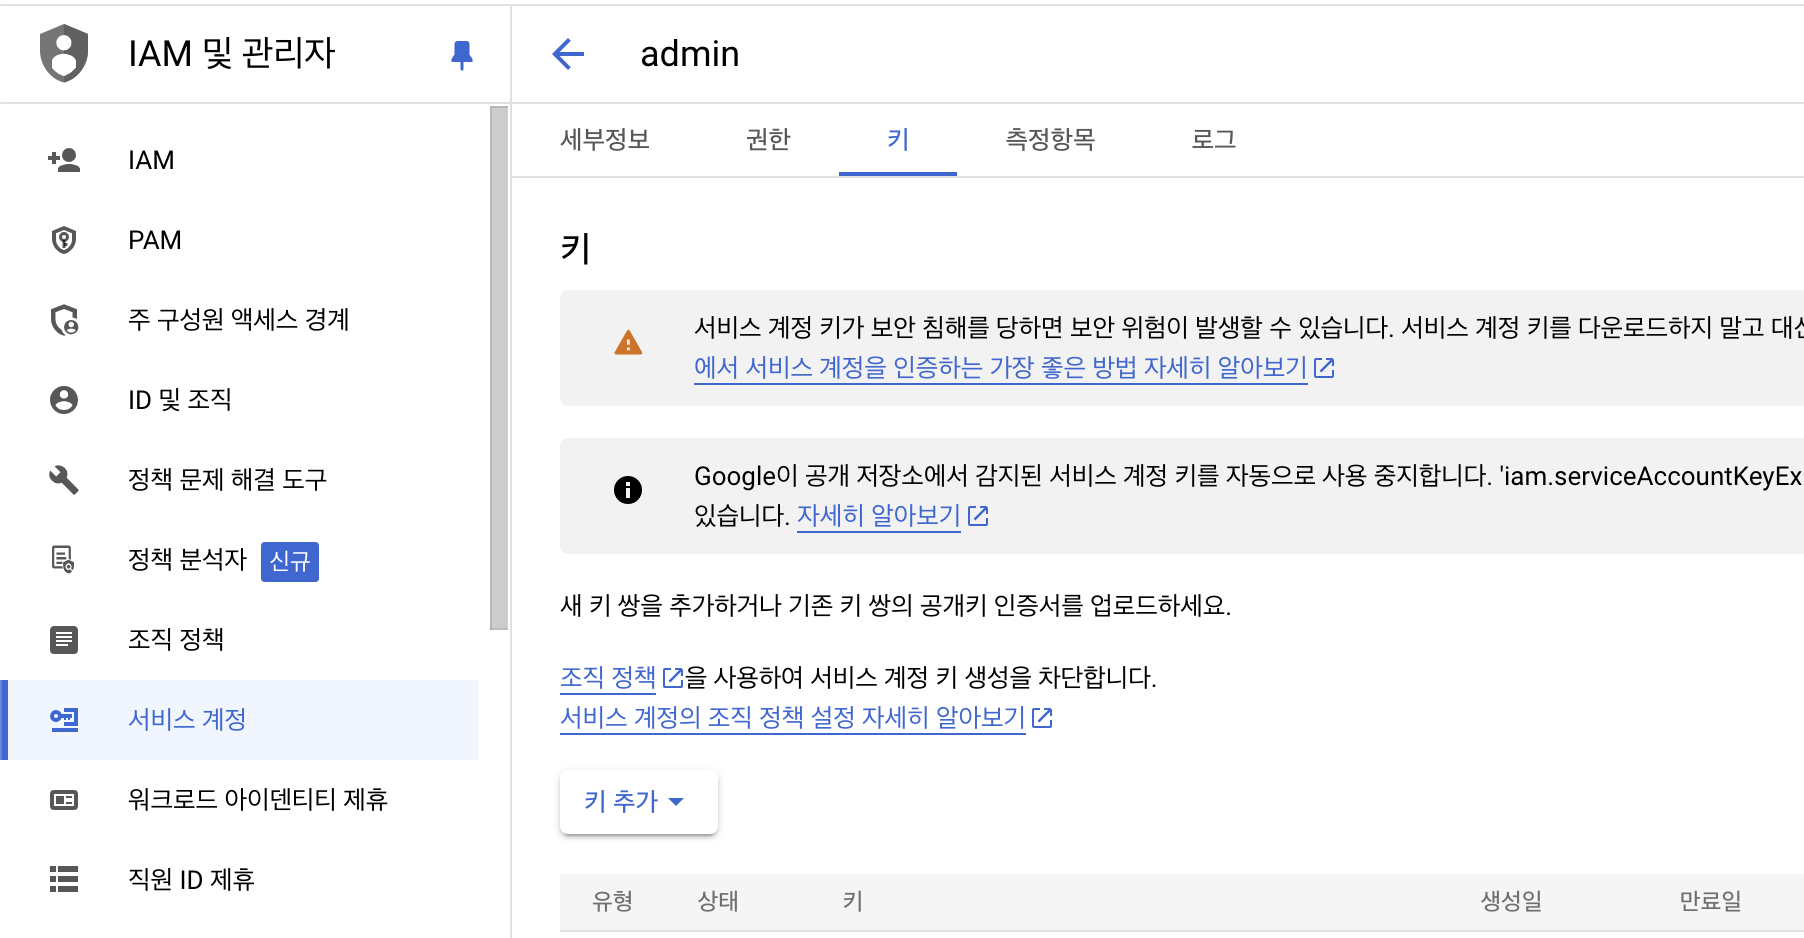 IAM 및 관리자
admin
IAM
PAM
주 구성원 액세스 경계
ID 및 조직
정책 문제 해결 도구
정책 분석자 신규
조직 정책
서비스 계정
워크로드 아이덴티티 제휴
직원 ID 제휴
세부정보 권한 키 측정항목 로그
키
서비스 계정 키가 보안 침해를 당하면 보안 위험이 발생할 수 있습니다. 서비스 계정 키를 다운로드하지 말고
에서 서비스 계정을 인증하는 가장 좋은 방법 자세히 알아보기
Google이 공개 저장소에서 감지된 서비스 계정 키를 자동으로 사용 중지합니다. 'iam.serviceAccountKeyEx
있습니다. 자세히 알아보기
새 키 쌍을 추가하거나 기존 키 쌍의 공개키 인증서를 업로드하세요.
조직 정책을 사용하여 서비스 계정 키 생성을 차단합니다.
서비스 계정의 조직 정책 설정 자세히 알아보기
키 추가
유형 상태 키 생성일 만료일